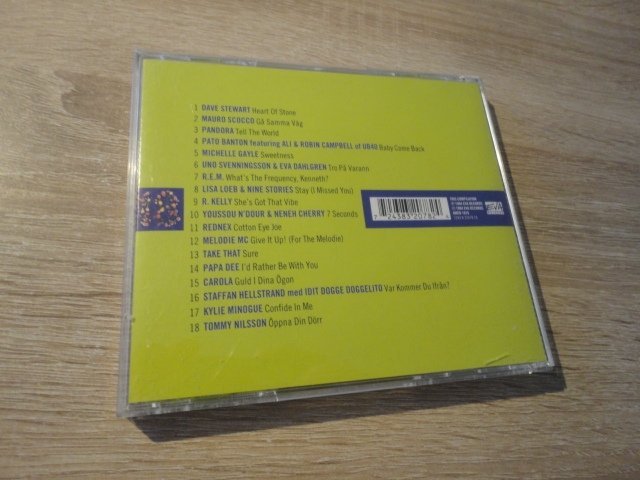 1 DAVE STEWART Heart Of Stone
2 MAURO SCOCCO Gå Samma Väg
3 PANDORA Tell The World
4 PATO BANTON featuring ALI & ROBIN CAMPBELL of UB40 Baby Come Back
5 MICHELLE GAYLE Sweetness
6 UNO SVENNINGSSON & EVA DAHLGREN Tro På Varann
7 R.E.M. What's The Frequency, Kenneth?
8 LISA LOEB & NINE STORIES Stay (I Missed You)
9 R. KELLY She's Got That Vibe
10 YOUSSOU N'DOUR & NENEH CHERRY 7 Seconds
11 REDNEX Cotton Eye Joe
12 MELODIE MC Give It Up! (For The Melodie)
13 TAKE THAT Sure
14 PAPA DEE I'd Rather Be With You
15 CAROLA Guld I Dina Ögon
16 STAFFAN HELLSTRAND med IDIT DOGGE DOGGELITO Var Kommer Du Ifrån?
17 KYLIE MINOGUE Confide In Me
18 TOMMY NILSSON Öppna Din Dörr
7 24383 20782